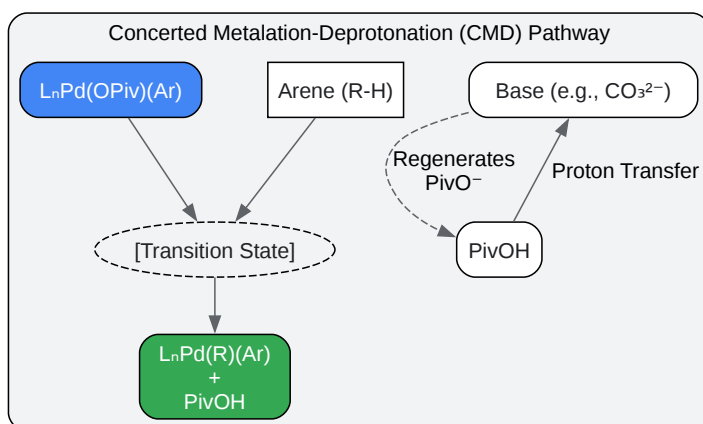 Concerted Metalation-Deprotonation (CMD) Pathway
LₙPd(OPiv)(Ar)
Arene (R-H)
Base (e.g., CO₃²⁻)
Regenerates
PivO⁻
Proton Transfer
[Transition State]
PivOH
LₙPd(R)(Ar)
+
PivOH